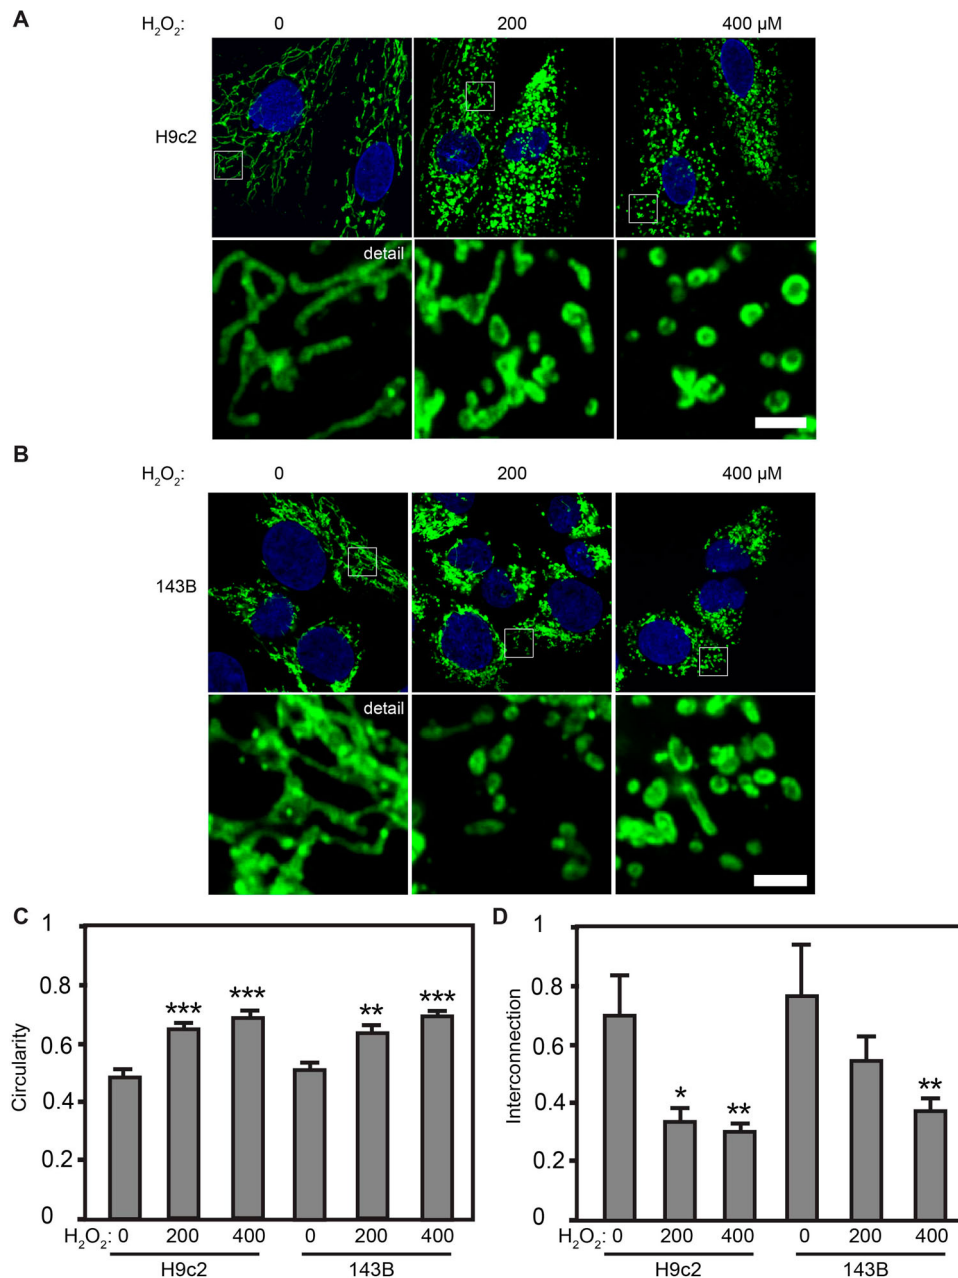 A
H₂O₂: 0 200 400 µM
H9c2
detail
B
H₂O₂: 0 200 400 µM
143B
detail
C
1
0.8
0.6
0.4
0.2
0
Circularity
*** *** ** ***
H₂O₂: 0 200 400 0 200 400
H9c2 143B
D
1
0.8
0.6
0.4
0.2
0
Interconnection
* ** **
H₂O₂: 0 200 400 0 200 400
H9c2 143B